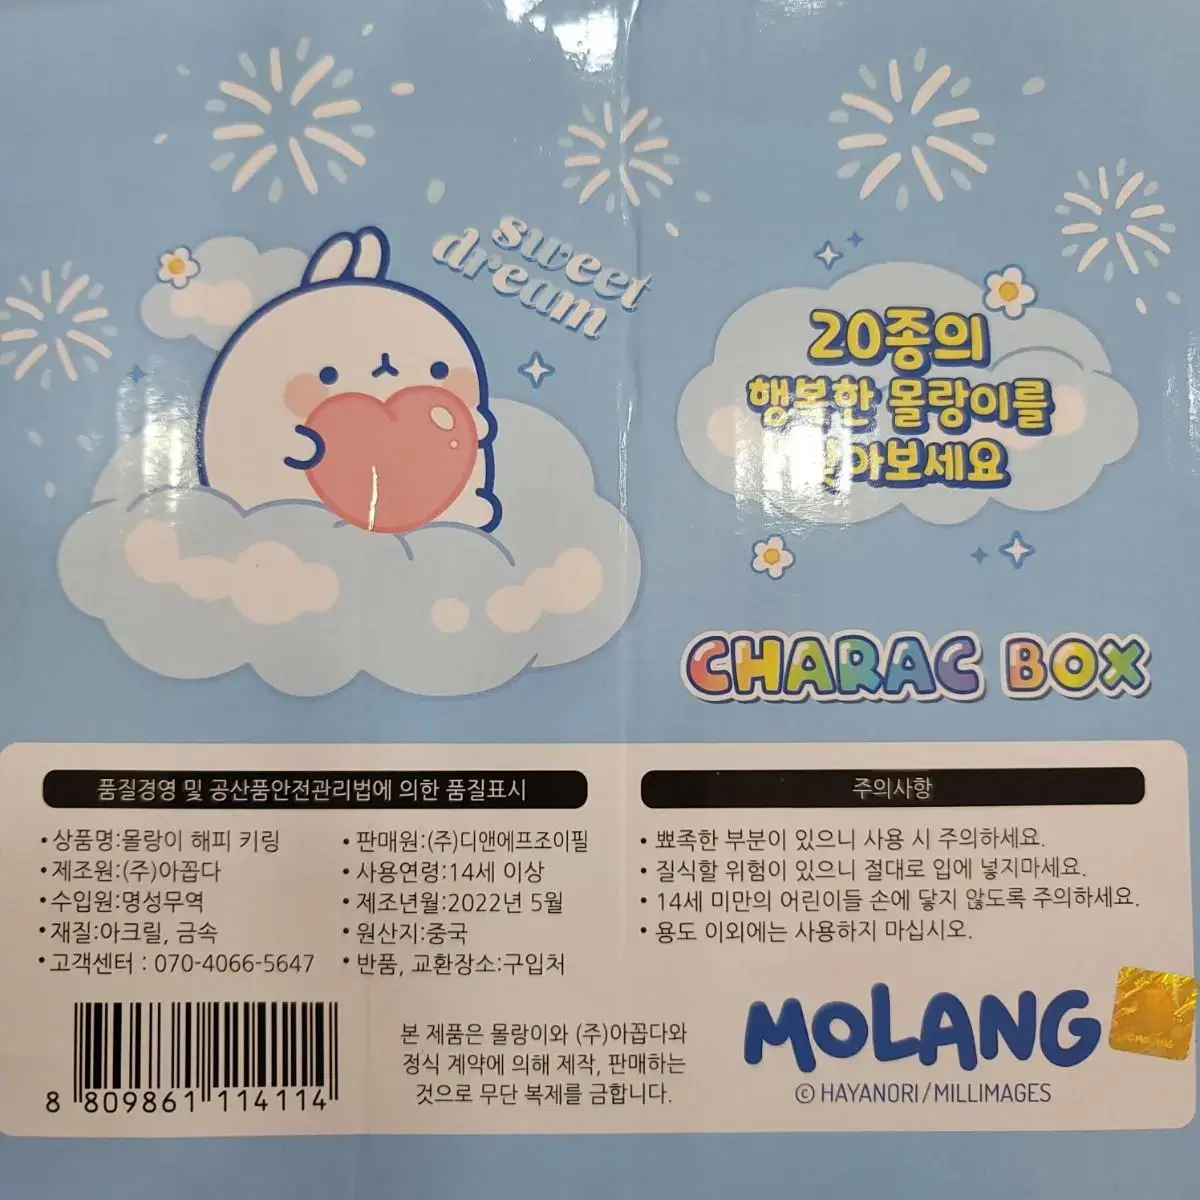 sweet
dream
20종의
행복한 몰랑이를
찾아보세요
CHARAC BOX
품질경영 및 공산품안전관리법에 의한 품질표시
•상품명:몰랑이 해피 키링
•제조원:(주)아꼽다
•수입원:명성무역
•재질:아크릴, 금속
•고객센터 : 070-4066-5647
•판매원:(주)디앤에프조이필
•사용연령:14세 이상
•제조년월:2022년 5월
•원산지:중국
•반품, 교환장소:구입처
주의사항
•뾰족한 부분이 있으니 사용 시 주의하세요.
•질식할 위험이 있으니 절대로 입에 넣지마세요.
•14세 미만의 어린이들 손에 닿지 않도록 주의하세요.
•용도 이외에는 사용하지 마십시오.
8 809861 114114
본 제품은 몰랑이와 (주)아꼽다와
정식 계약에 의해 제작, 판매하는
것으로 무단 복제를 금합니다.
MOLANG
© HAYANORI/MILLIMAGES